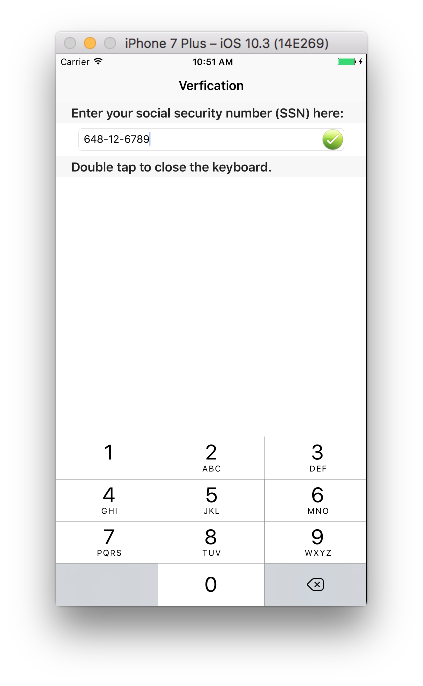 iPhone 7 Plus – iOS 10.3 (14E269)
Carrier 10:51 AM
Verfication
Enter your social security number (SSN) here:
648-12-6789
Double tap to close the keyboard.
1 2 3
ABC DEF
4 5 6
GHI JKL MNO
7 8 9
PQRS TUV WXYZ
0